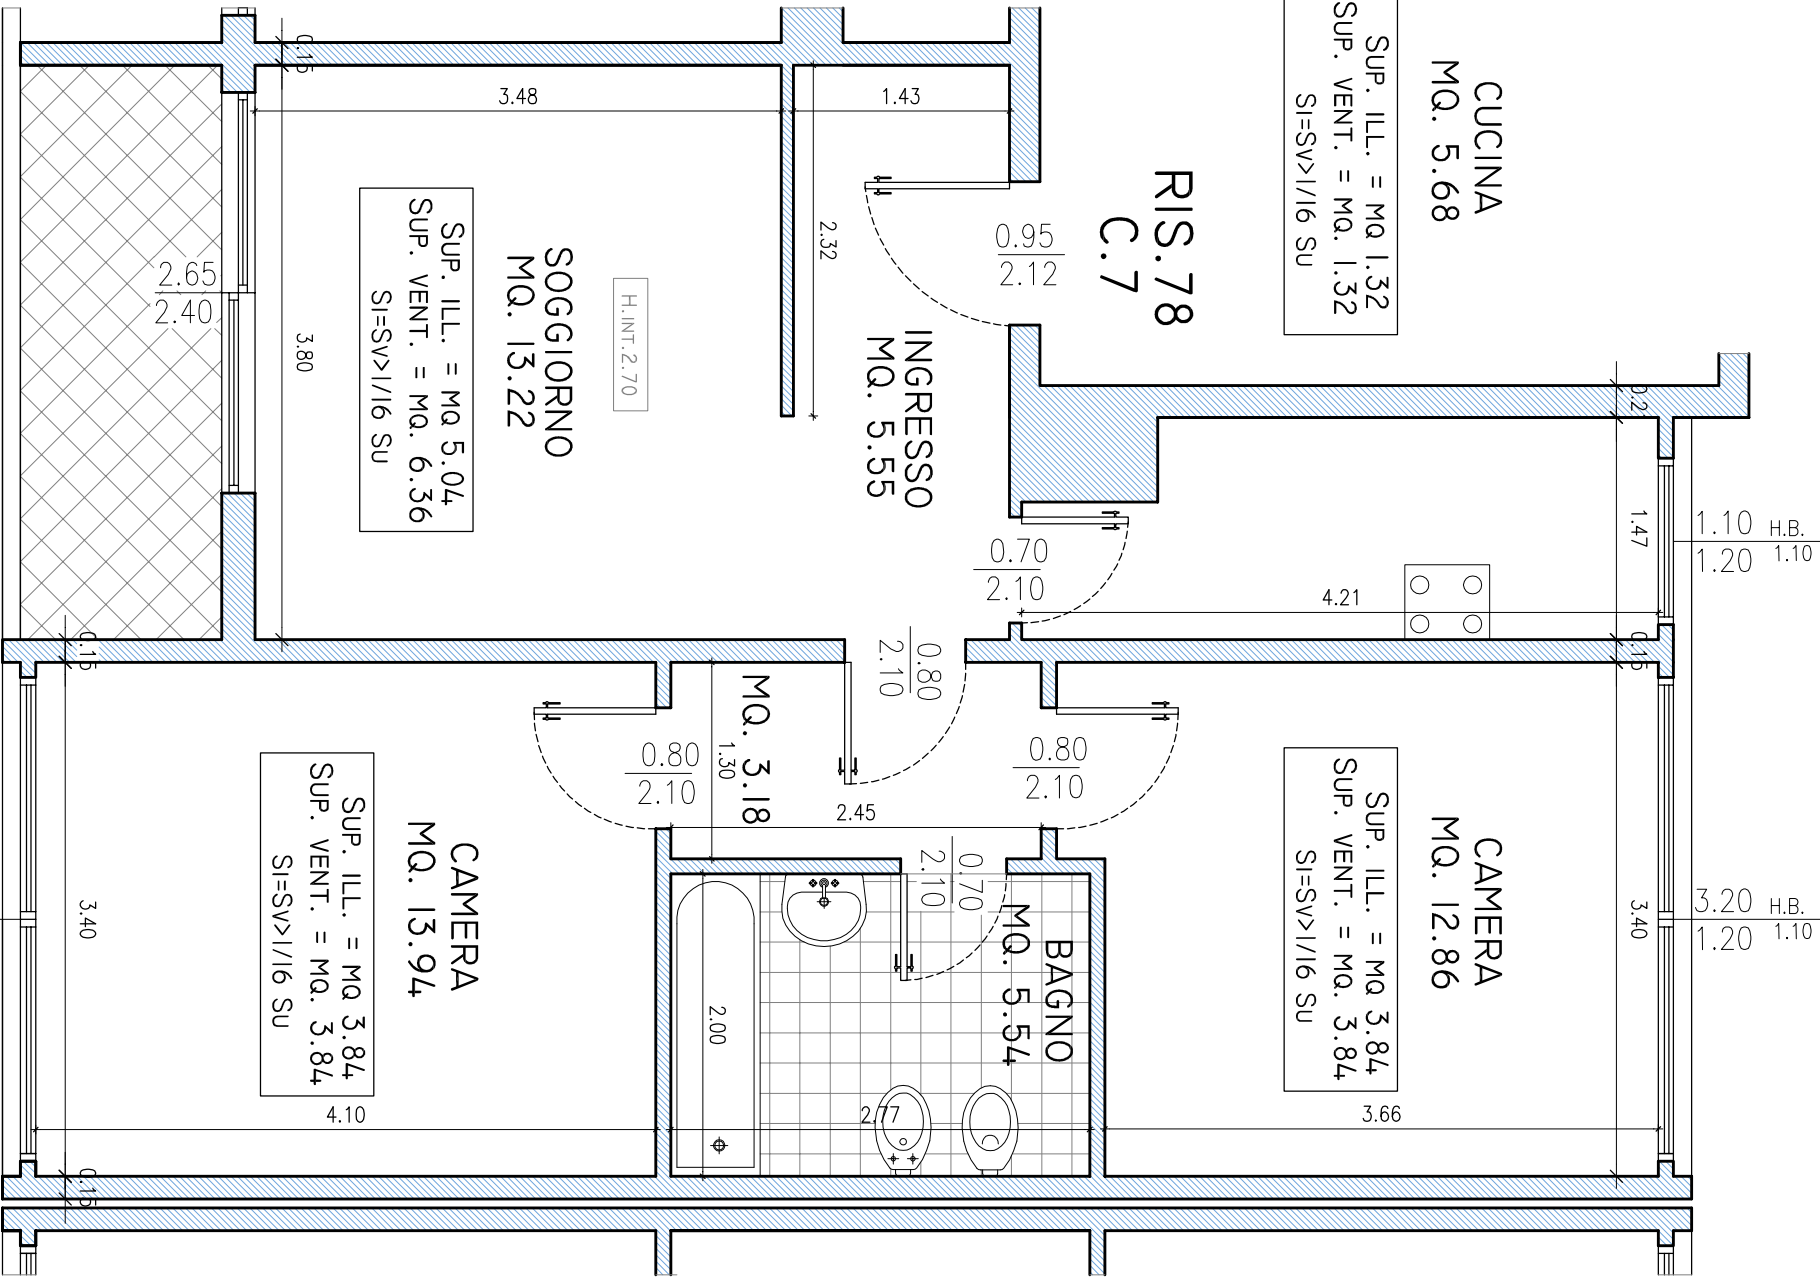 CUCINA
MQ. 5.68
SUP. ILL. = MQ 1.32
SUP. VENT. = MQ. 1.32
SI=SV>1/16 SU
RIS.78
C.7
0.95
2.12
0.15
3.48
1.43
2.32
H.INT.2.70
SOGGIORNO
MQ. 13.22
SUP. ILL. = MQ 5.04
SUP. VENT. = MQ. 6.36
SI=SV>1/16 SU
2.65
2.40
3.80
INGRESSO
MQ. 5.55
0.70
2.10
0.21
1.47
4.21
1.10 H.B.
1.20 1.10
0.15
0.15
0.80
2.10
0.80
2.10
0.80
2.10
MQ. 3.18
1.30
2.45
0.70
2.10
BAGNO
MQ. 5.54
2.00
2.77
CAMERA
MQ. 13.94
SUP. ILL. = MQ 3.84
SUP. VENT. = MQ. 3.84
SI=SV>1/16 SU
3.40
4.10
0.15
CAMERA
MQ. 12.86
SUP. ILL. = MQ 3.84
SUP. VENT. = MQ. 3.84
SI=SV>1/16 SU
3.40
3.66
3.20 H.B.
1.20 1.10